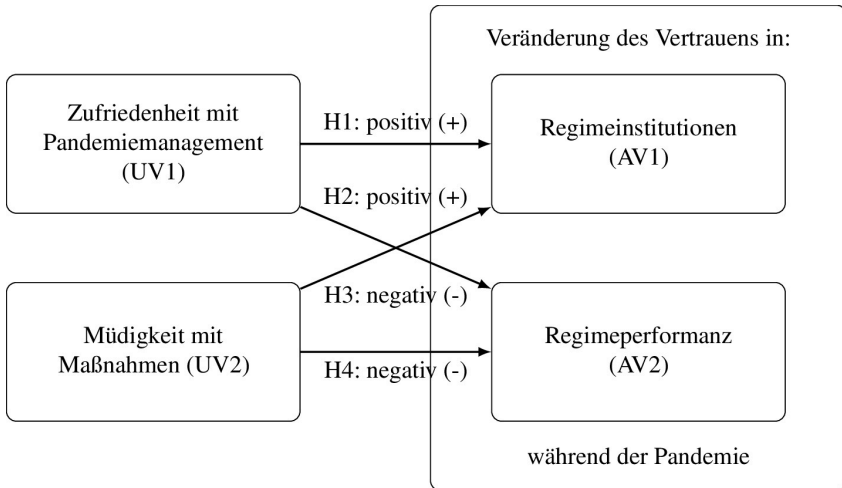 Veränderung des Vertrauens in:
Zufriedenheit mit
Pandemiemanagement
(UV1)
H1: positiv (+)
Regimeinstitutionen
(AV1)
H2: positiv (+)
H3: negativ (-)
Müdigkeit mit
Maßnahmen (UV2)
H4: negativ (-)
Regimeperformanz
(AV2)
während der Pandemie